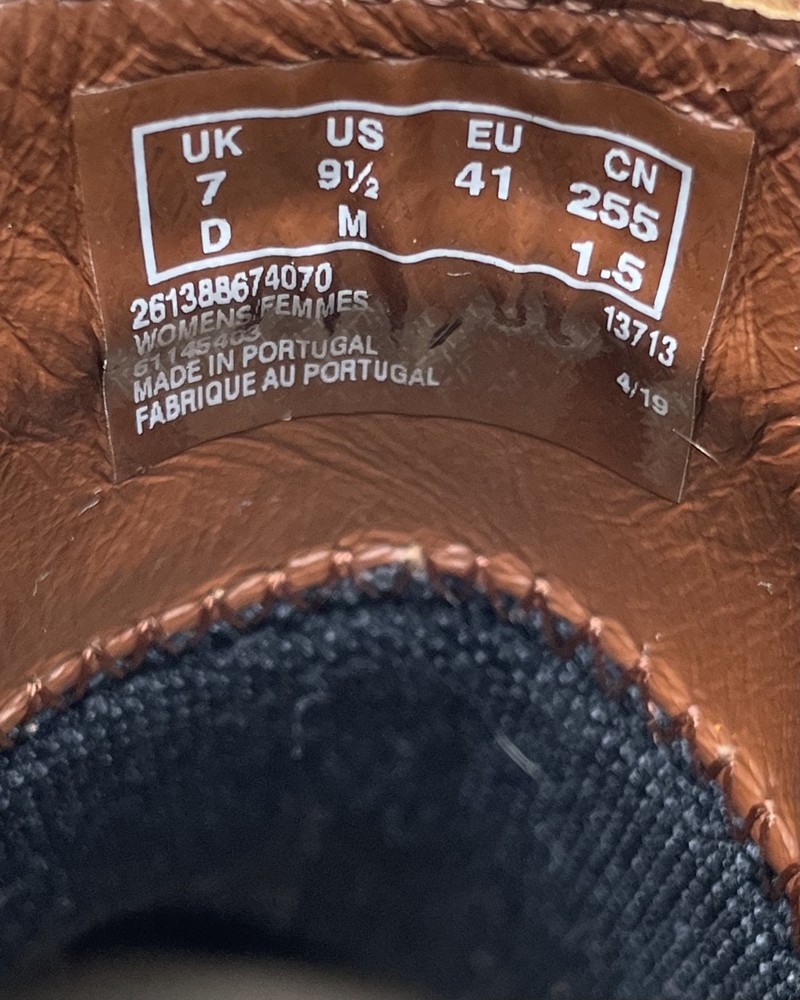 UK US EU CN
7 9½ 41 255
D M 1.5
261388674070 13713
WOMENS/FEMMES
MADE IN PORTUGAL 4/19
FABRIQUE AU PORTUGAL